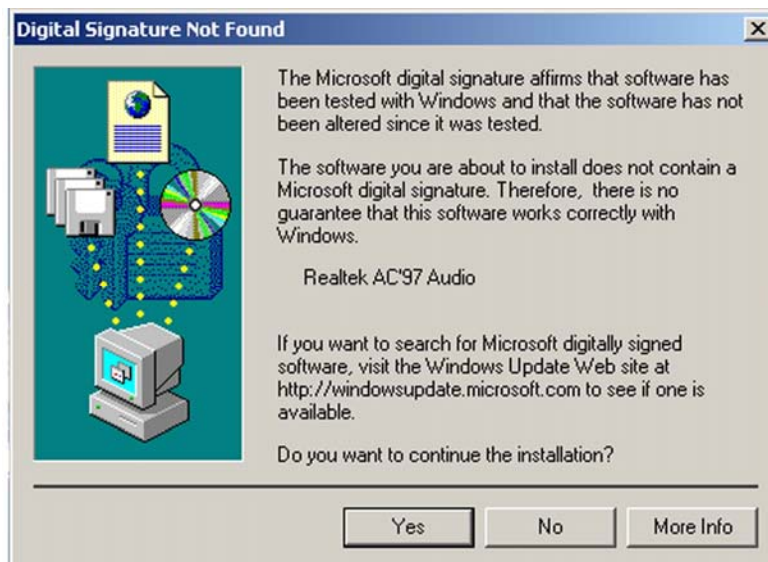 Digital Signature Not Found
The Microsoft digital signature affirms that software has
been tested with Windows and that the software has not
been altered since it was tested.
The software you are about to install does not contain a
Microsoft digital signature. Therefore, there is no
guarantee that this software works correctly with
Windows.
Realtek AC'97 Audio
If you want to search for Microsoft digitally signed
software, visit the Windows Update Web site at
http://windowsupdate.microsoft.com to see if one is
available.
Do you want to continue the installation?
Yes No More Info